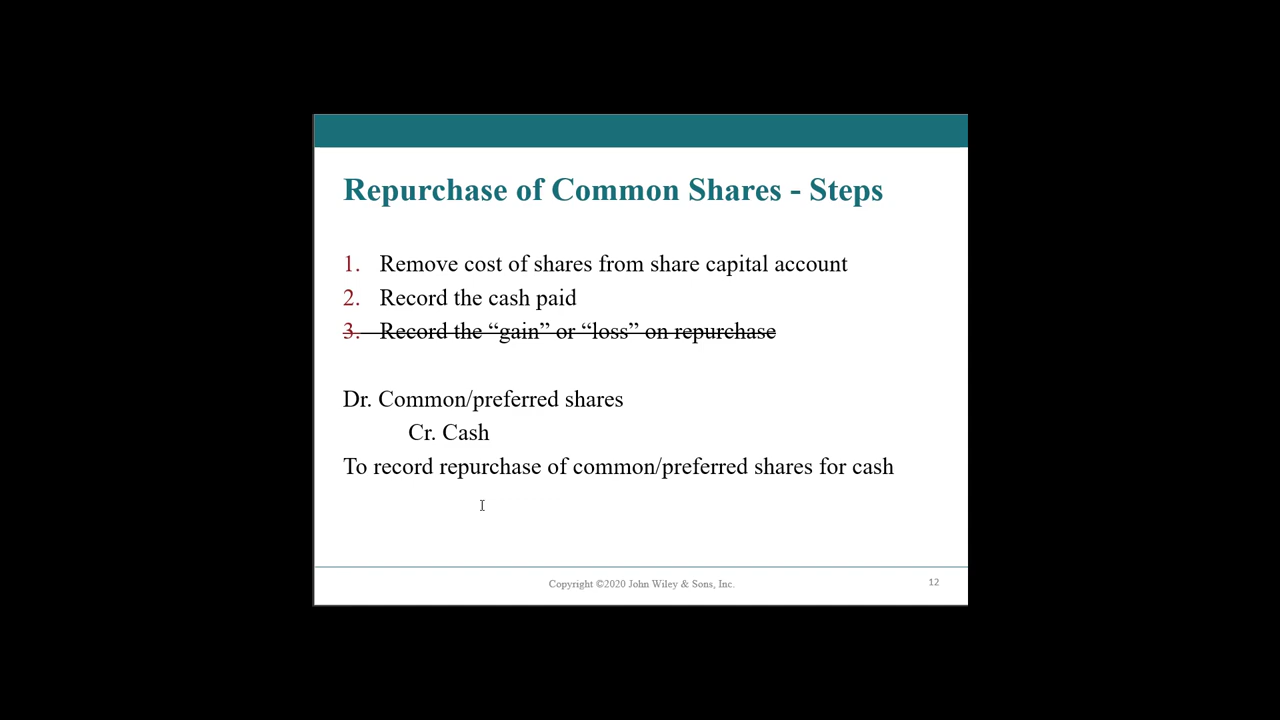 Repurchase of Common Shares - Steps
1. Remove cost of shares from share capital account
2. Record the cash paid
3. Record the “gain” or “loss” on repurchase
Dr. Common/preferred shares
Cr. Cash
To record repurchase of common/preferred shares for cash
Copyright ©2020 John Wiley & Sons, Inc.
12